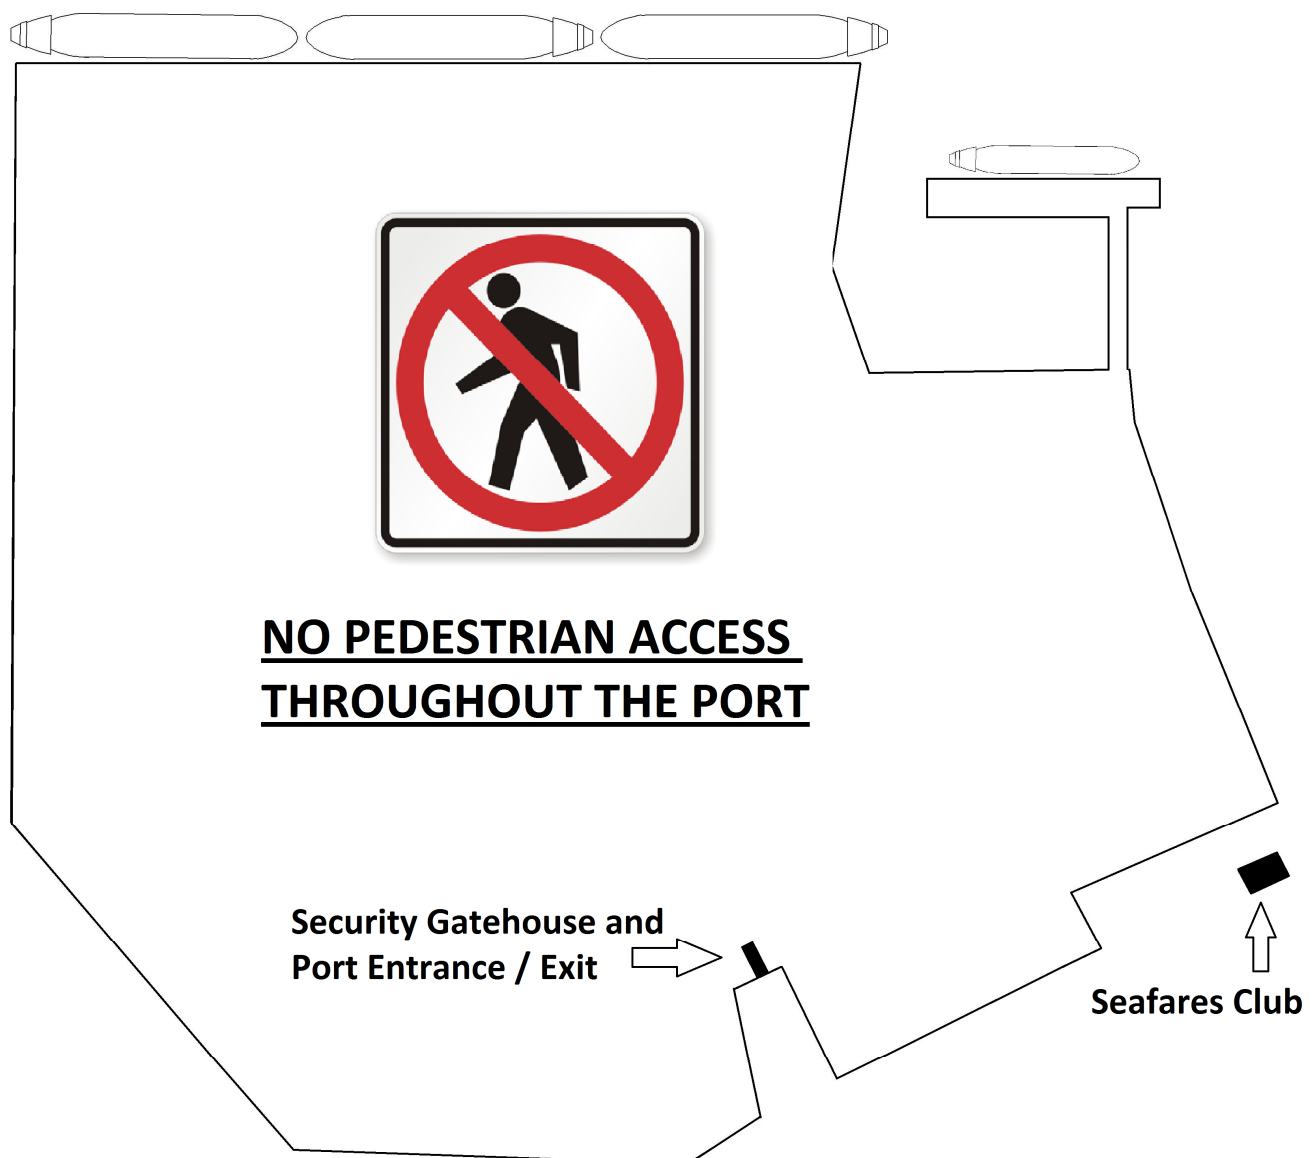 NO PEDESTRIAN ACCESS
THROUGHOUT THE PORT
Security Gatehouse and
Port Entrance / Exit
Seafares Club